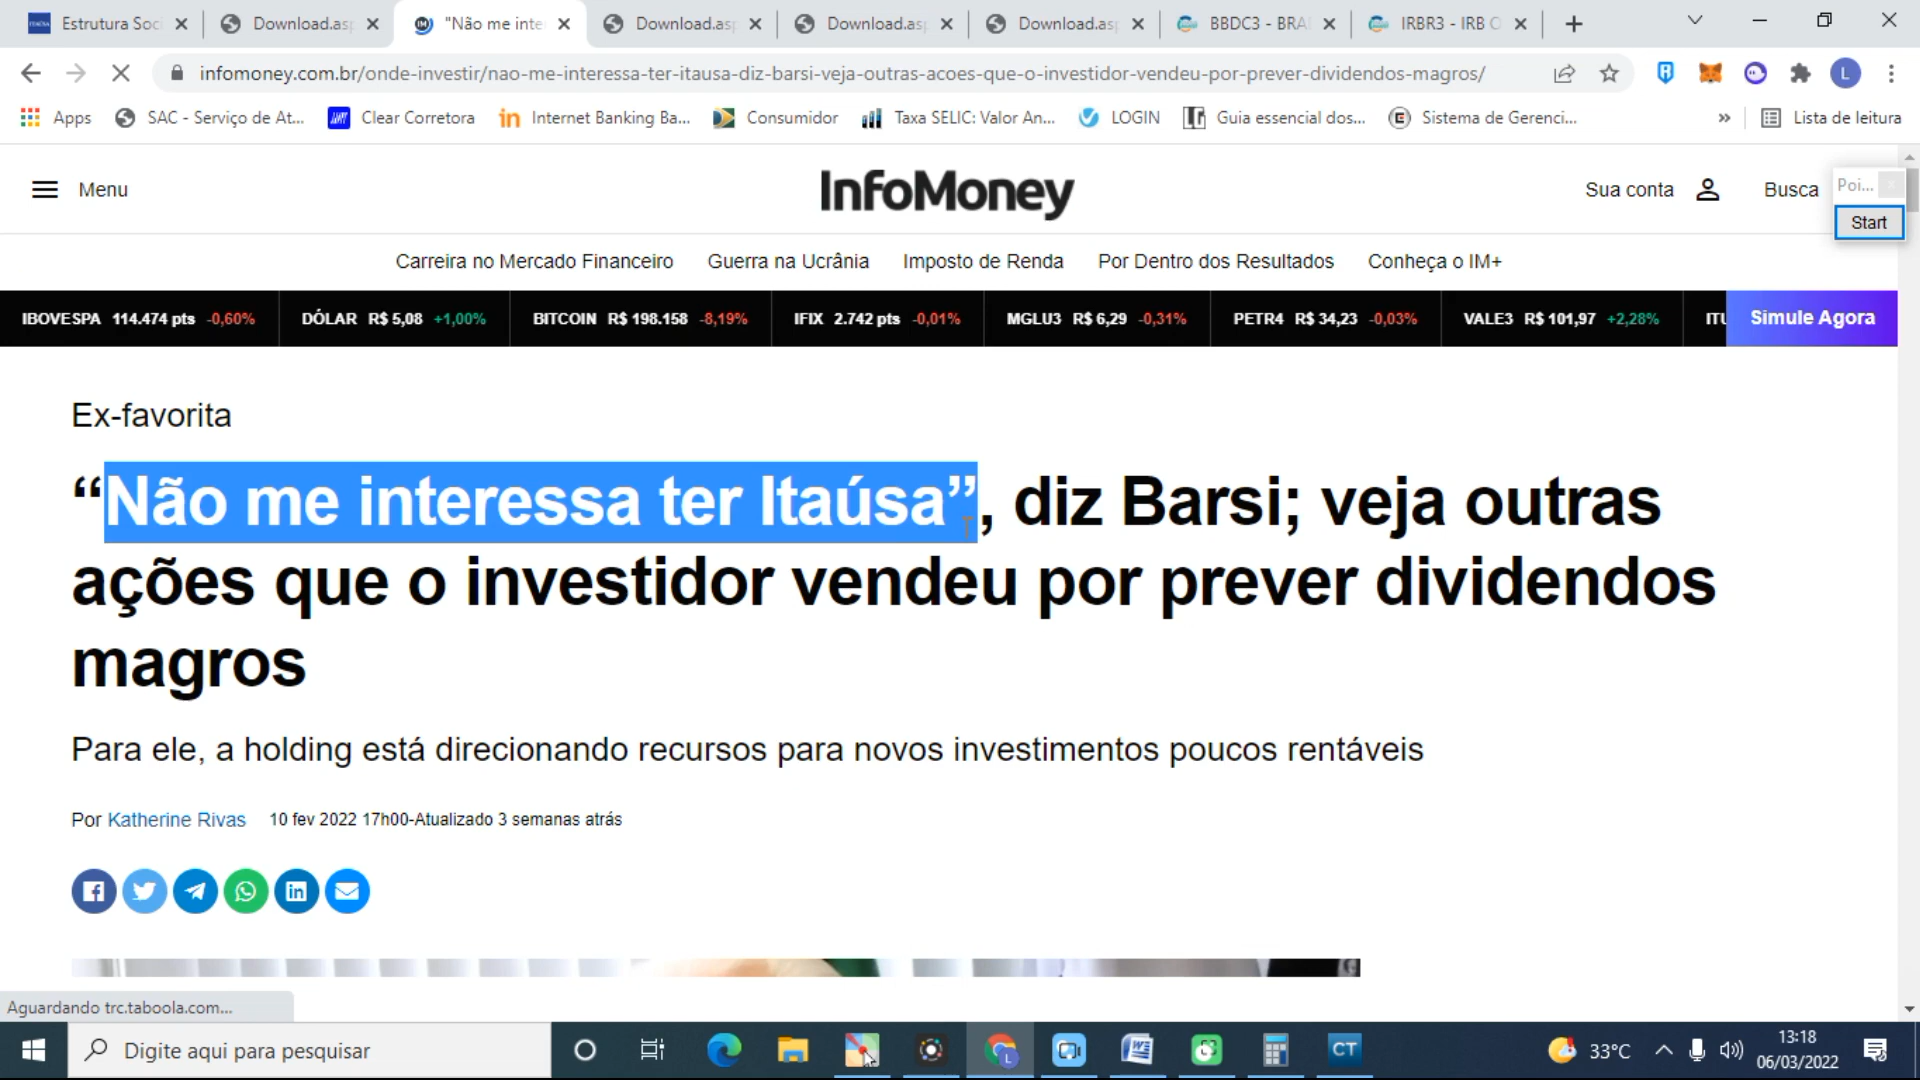 Estrutura Soci
Download.asp
"Não me inte
Download.asp
Download.asp
Download.asp
BBDC3 - BRA
IRBR3 - IRB
infomoney.com.br/onde-investir/nao-me-interessa-ter-itausa-diz-barsi-veja-outras-acoes-que-o-investidor-vendeu-por-prever-dividendos-magros/
L
Apps
SAC - Serviço de At...
Clear Corretora
Internet Banking Ba...
Consumidor
Taxa SELIC: Valor An...
LOGIN
Guia essencial dos...
Sistema de Gerenci...
»
Lista de leitura
Menu
InfoMoney
Sua conta
Busca
Poi...
Start
Carreira no Mercado Financeiro
Guerra na Ucrânia
Imposto de Renda
Por Dentro dos Resultados
Conheça o IM+
IBOVESPA 114.474 pts -0,60%
DÓLAR R$ 5,08 +1,00%
BITCOIN R$ 198.158 -8,19%
IFIX 2.742 pts -0,01%
MGLU3 R$ 6,29 -0,31%
PETR4 R$ 34,23 -0,03%
VALE3 R$ 101,97 +2,28%
Simule Agora
Ex-favorita
“Não me interessa ter Itaúsa”, diz Barsi; veja outras
ações que o investidor vendeu por prever dividendos
magros
Para ele, a holding está direcionando recursos para novos investimentos poucos rentáveis
Por Katherine Rivas 10 fev 2022 17h00-Atualizado 3 semanas atrás
Aguardando trc.taboola.com...
Digite aqui para pesquisar
CT
33°C
13:18
06/03/2022